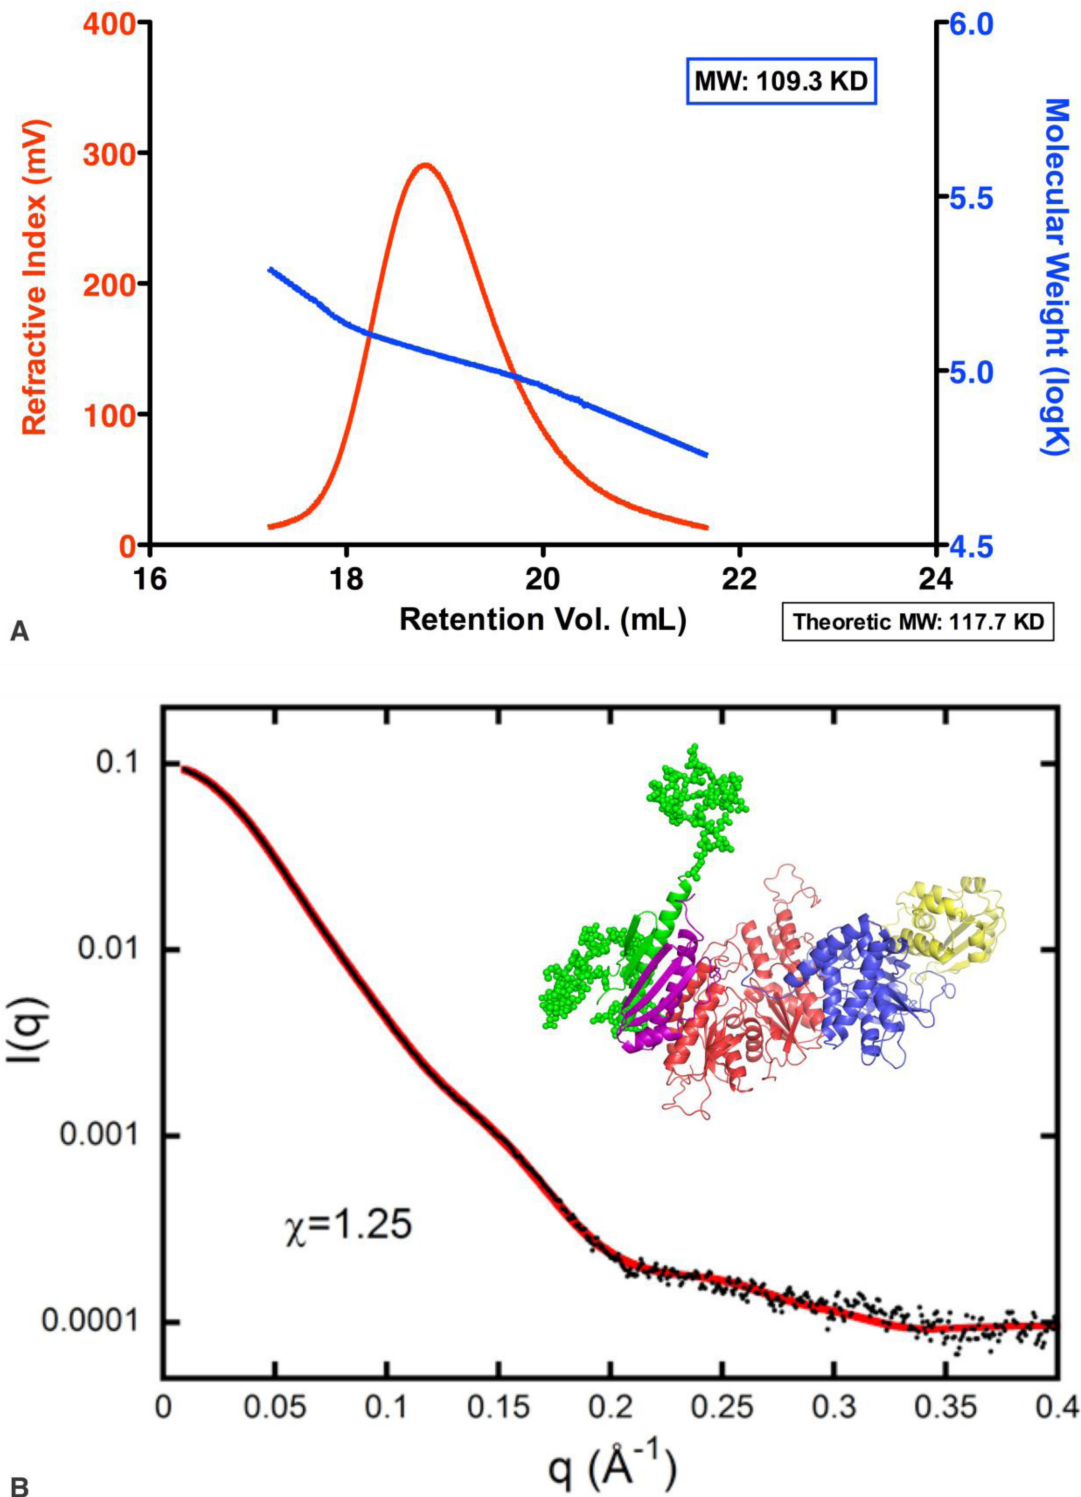 400
300
200
100
0
Refractive Index (mV)
MW: 109.3 KD
6.0
5.5
5.0
4.5
Molecular Weight (logK)
16
18
20
22
24
Retention Vol. (mL)
Theoretic MW: 117.7 KD
A
0.1
0.01
0.001
0.0001
I(q)
χ=1.25
0
0.05
0.1
0.15
0.2
0.25
0.3
0.35
0.4
q (Å⁻¹)
B